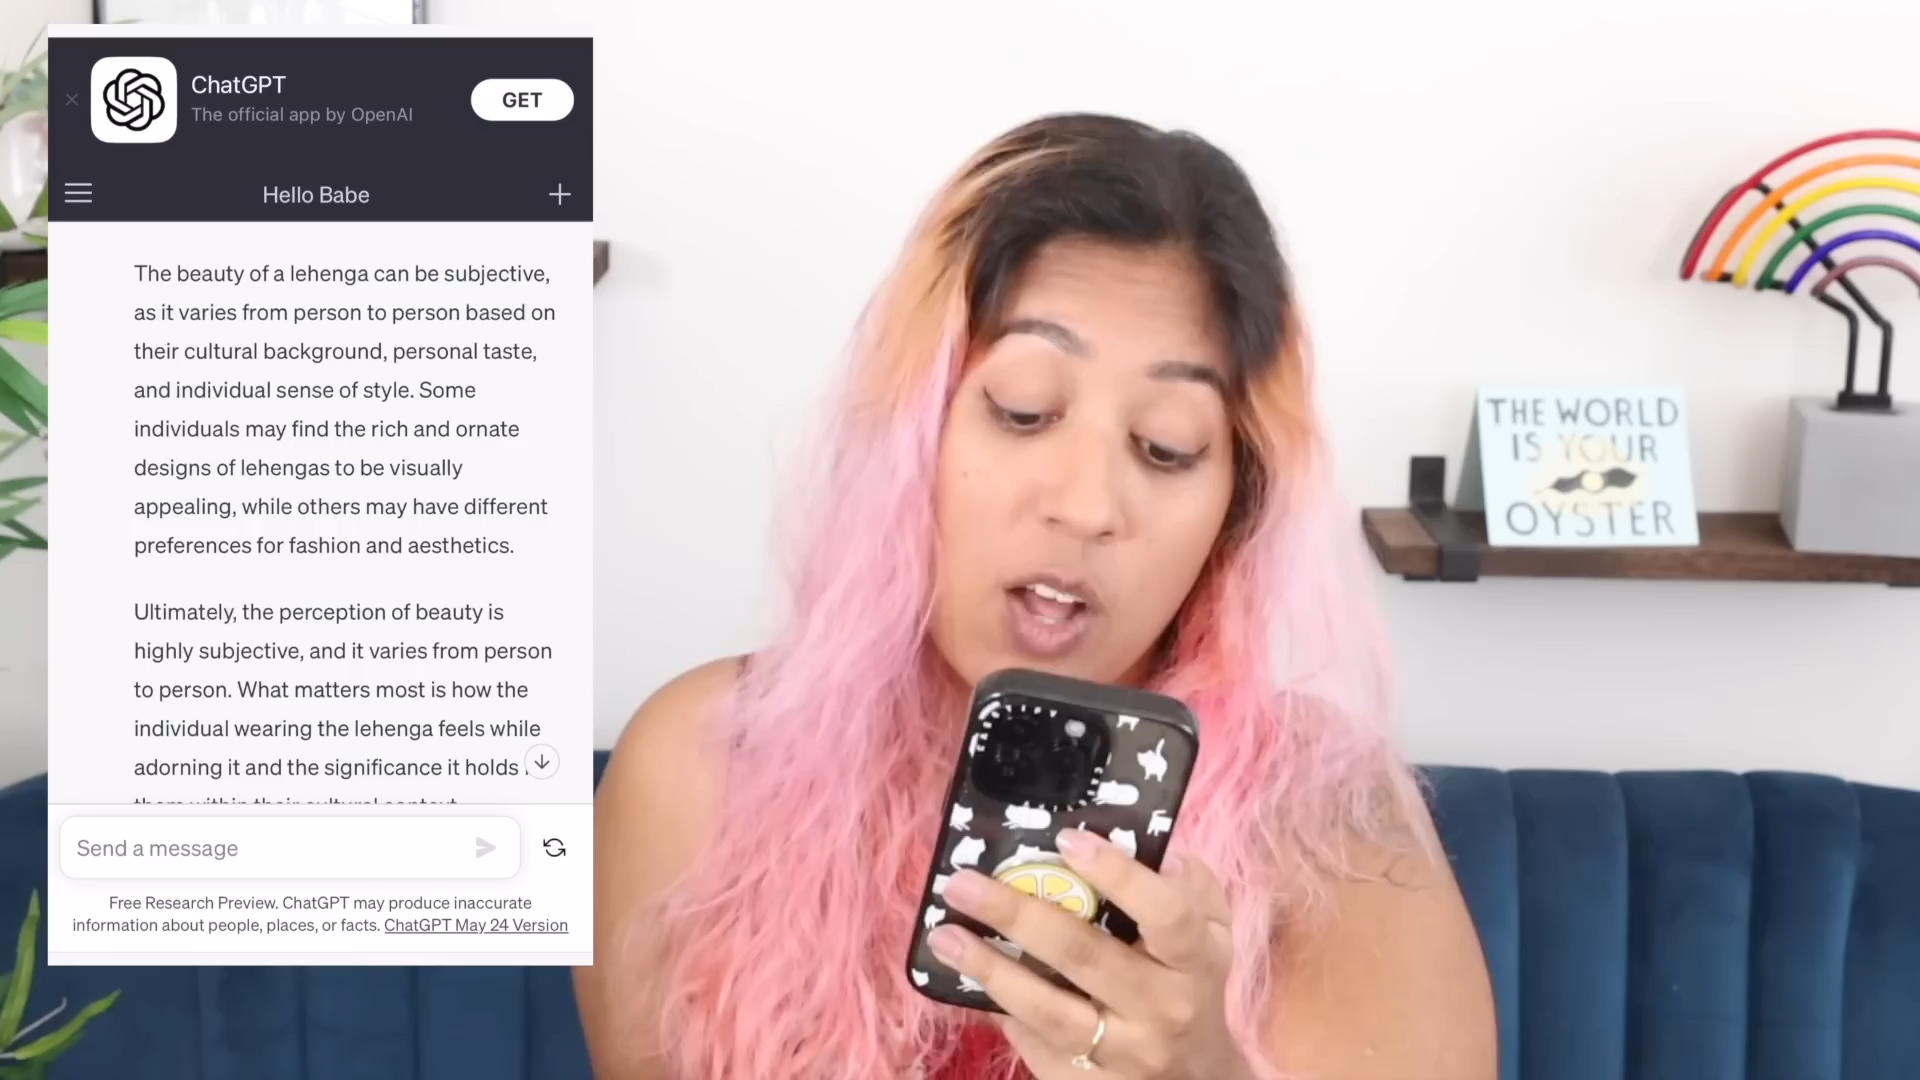 ChatGPT
The official app by OpenAI
GET
Hello Babe
The beauty of a lehenga can be subjective,
as it varies from person to person based on
their cultural background, personal taste,
and individual sense of style. Some
individuals may find the rich and ornate
designs of lehengas to be visually
appealing, while others may have different
preferences for fashion and aesthetics.
Ultimately, the perception of beauty is
highly subjective, and it varies from person
to person. What matters most is how the
individual wearing the lehenga feels while
adorning it and the significance it holds
them within their cultural context
Send a message
Free Research Preview. ChatGPT may produce inaccurate
information about people, places, or facts. ChatGPT May 24 Version
THE WORLD
IS YOUR
OYSTER